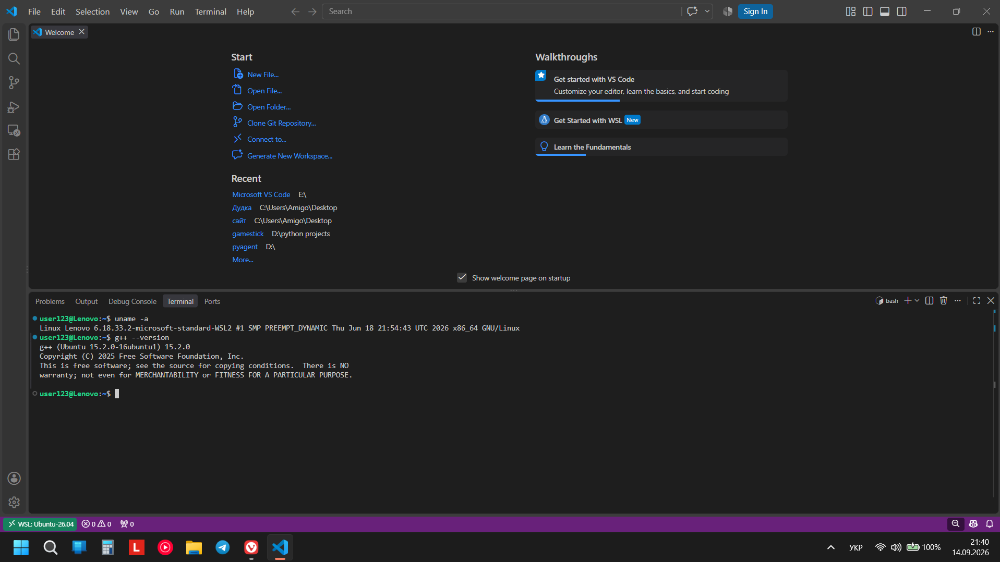 File Edit Selection View Go Run Terminal Help
Search
Sign In
Welcome
Start
New File...
Open File...
Open Folder...
Clone Git Repository...
Connect to...
Generate New Workspace...
Recent
Microsoft VS Code E:\
Дудка C:\Users\Amigo\Desktop
сайт C:\Users\Amigo\Desktop
gamestick D:\python projects
pyagent D:\
More...
Walkthroughs
Get started with VS Code
Customize your editor, learn the basics, and start coding
Get Started with WSL New
Learn the Fundamentals
Show welcome page on startup
Problems Output Debug Console Terminal Ports
bash
user123@Lenovo:~$ uname -a
Linux Lenovo 6.18.33.2-microsoft-standard-WSL2 #1 SMP PREEMPT_DYNAMIC Thu Jun 18 21:54:43 UTC 2026 x86_64 GNU/Linux
user123@Lenovo:~$ g++ --version
g++ (Ubuntu 15.2.0-16ubuntu1) 15.2.0
Copyright (C) 2025 Free Software Foundation, Inc.
This is free software; see the source for copying conditions.  There is NO
warranty; not even for MERCHANTABILITY or FITNESS FOR A PARTICULAR PURPOSE.
user123@Lenovo:~$
WSL: Ubuntu-26.04 0 0 0
L
УКР 100%
21:40
14.09.2026